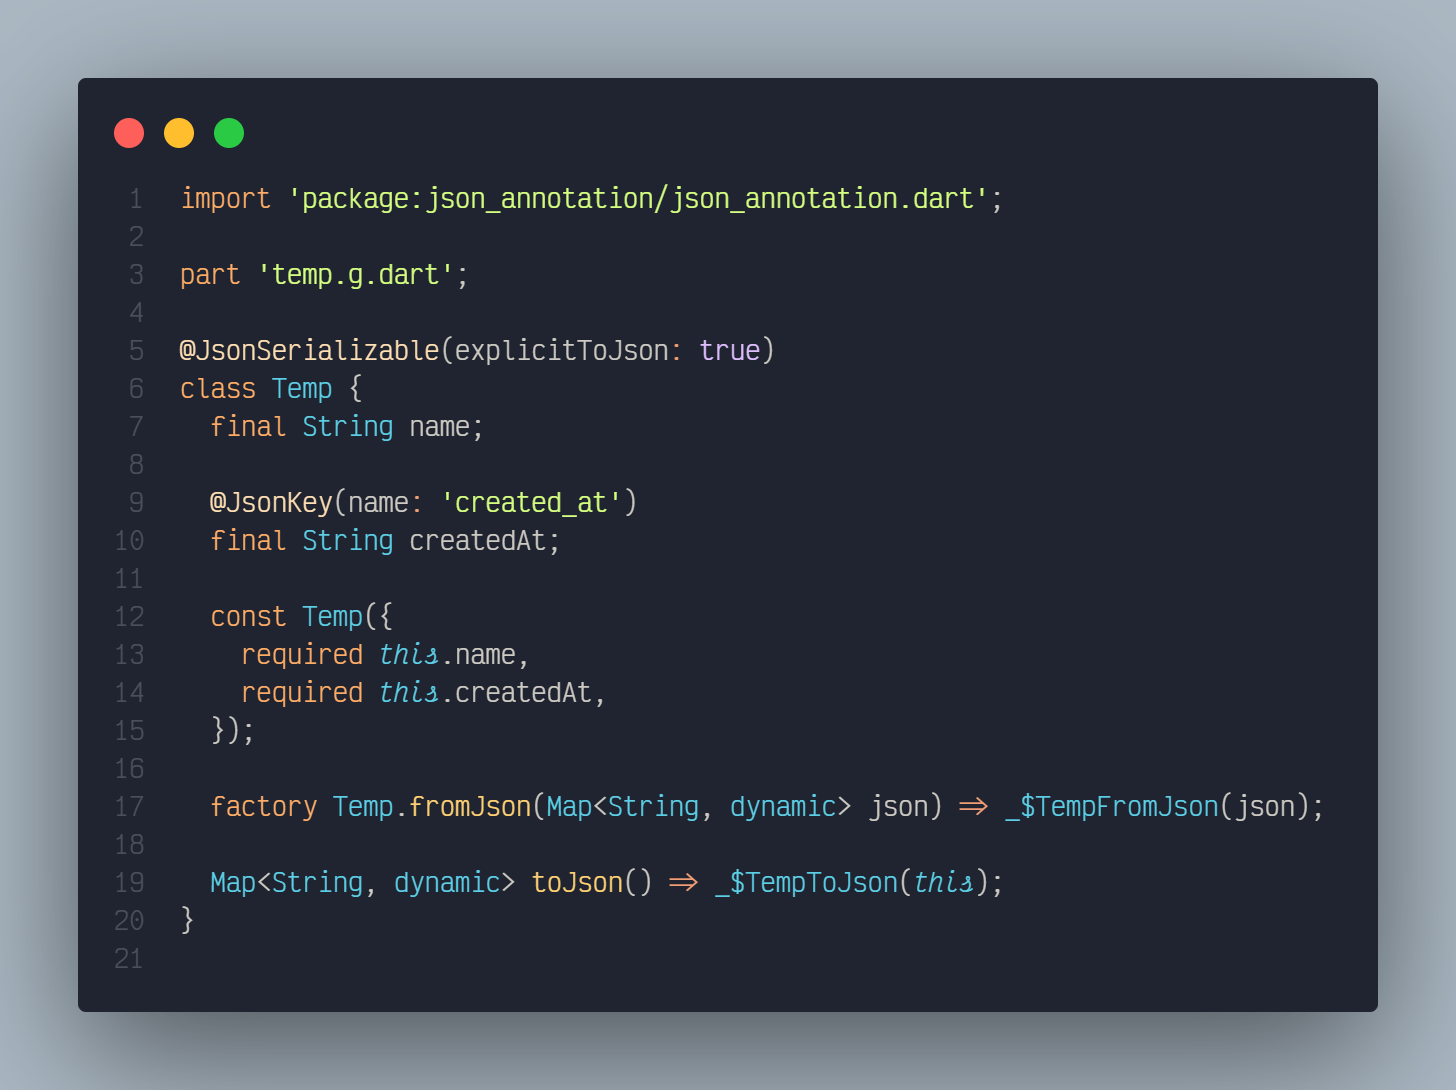 1 import 'package:json_annotation/json_annotation.dart';
2
3 part 'temp.g.dart';
4
5 @JsonSerializable(explicitToJson: true)
6 class Temp {
7   final String name;
8
9   @JsonKey(name: 'created_at')
10   final String createdAt;
11
12   const Temp({
13     required this.name,
14     required this.createdAt,
15   });
16
17   factory Temp.fromJson(Map<String, dynamic> json) => _$TempFromJson(json);
18
19   Map<String, dynamic> toJson() => _$TempToJson(this);
20 }
21